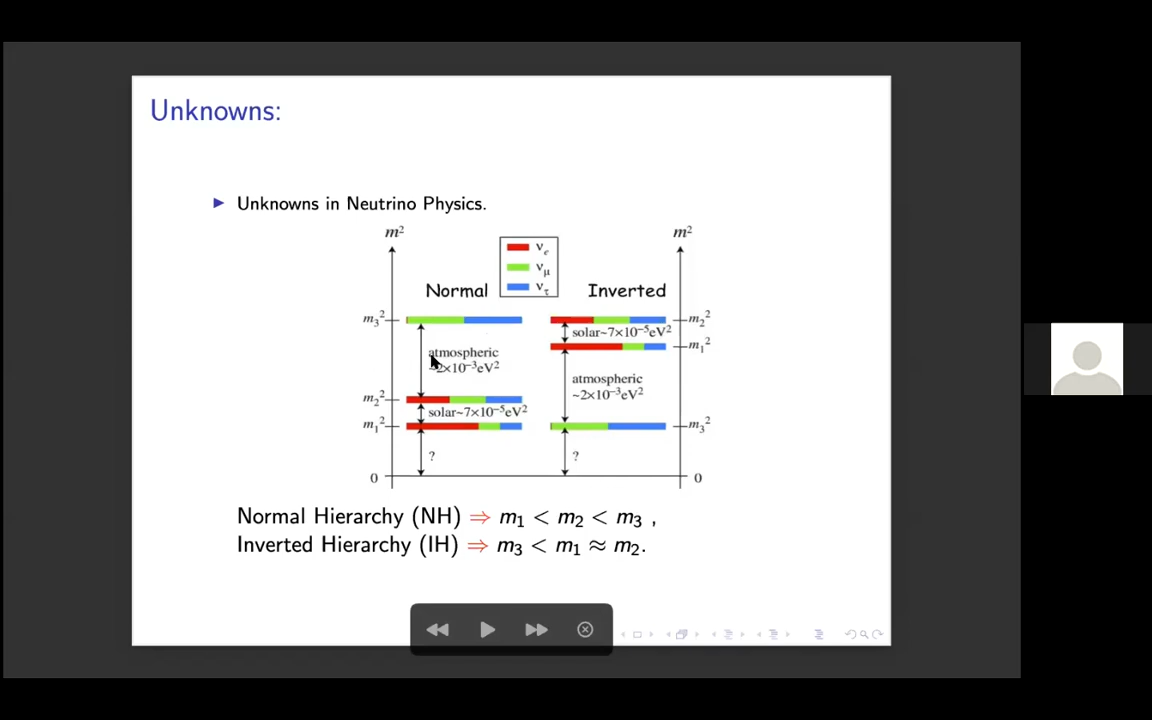 Unknowns:
▶ Unknowns in Neutrino Physics.
m² m²
ν_e
ν_μ
ν_τ
Normal Inverted
m₃² m₂²
solar~7×10⁻⁵eV²
m₁²
atmospheric
~2×10⁻³eV²
atmospheric
~2×10⁻³eV²
m₂²
solar~7×10⁻⁵eV²
m₁² m₃²
? ?
0 0
Normal Hierarchy (NH) ⇒ m₁ < m₂ < m₃ ,
Inverted Hierarchy (IH) ⇒ m₃ < m₁ ≈ m₂.